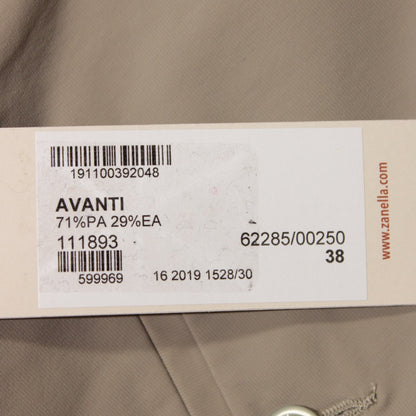 191100392048
AVANTI
71%PA 29%EA
111893 62285/00250
38
599969 16 2019 1528/30
www.zanella.com